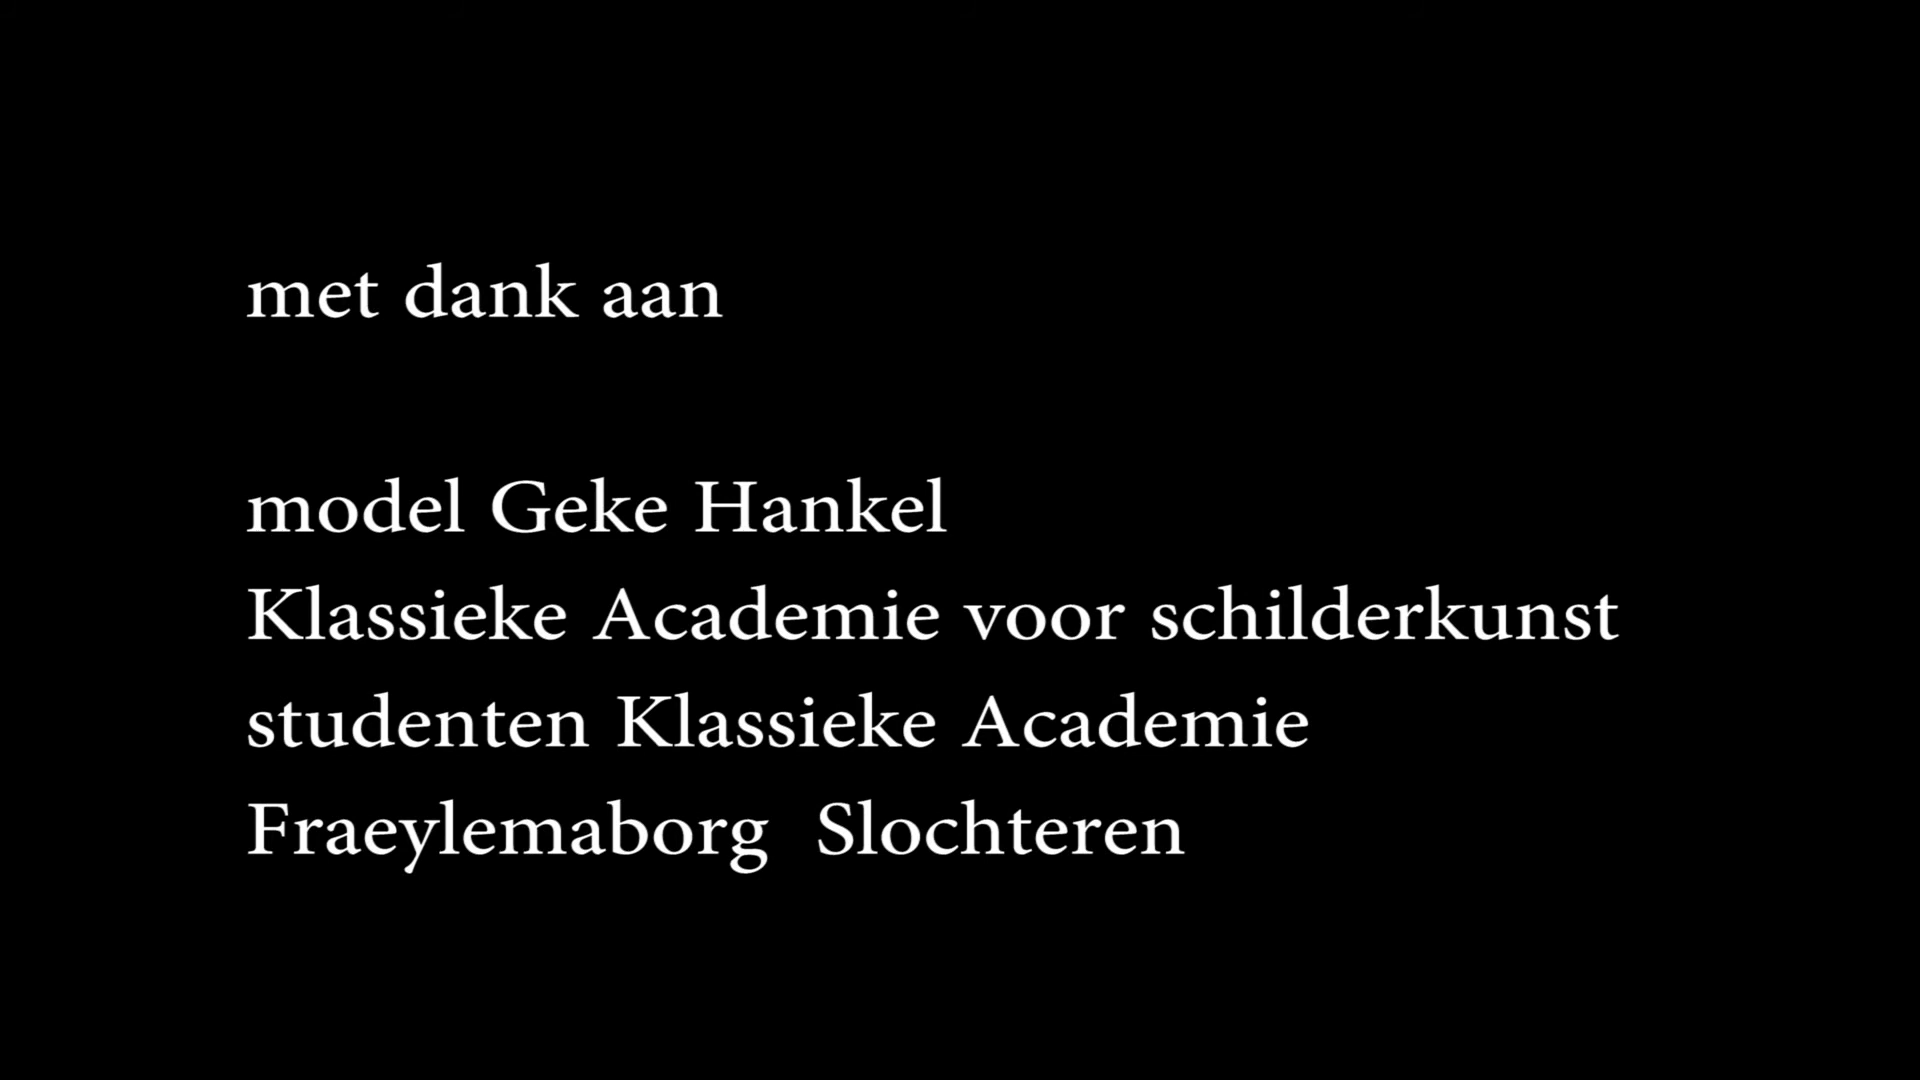 met dank aan
model Geke Hankel
Klassieke Academie voor schilderkunst
studenten Klassieke Academie
Fraeylemaborg  Slochteren